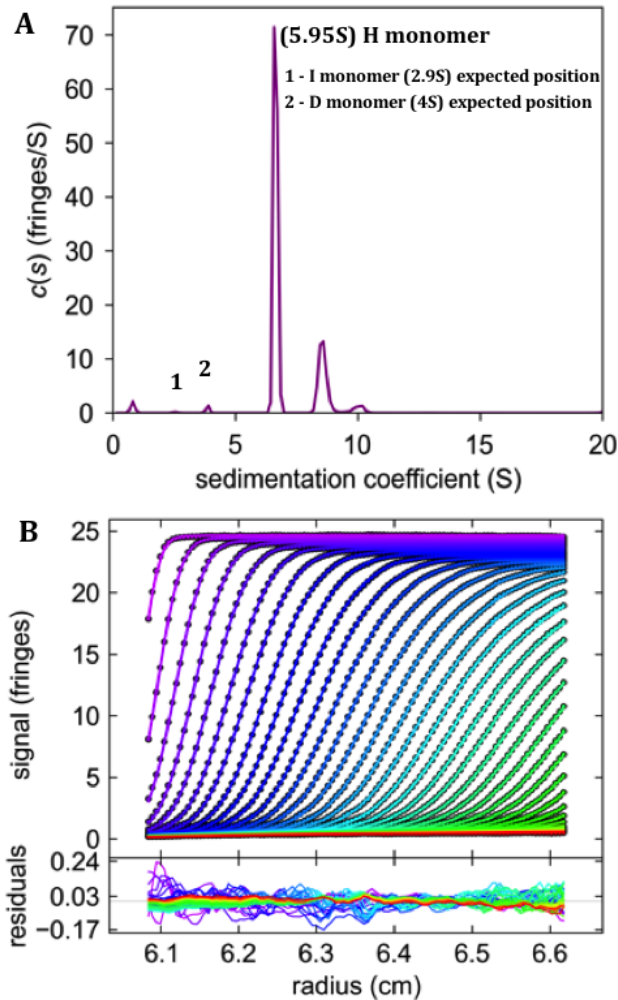 A
(5.95S) H monomer
1 - I monomer (2.9S) expected position
2 - D monomer (4S) expected position
c(s) (fringes/S)
70
60
50
40
30
20
10
0
1
2
0 5 10 15 20
sedimentation coefficient (S)
B
signal (fringes)
25
20
15
10
5
0
residuals
0.24
0.03
−0.17
6.1 6.2 6.3 6.4 6.5 6.6
radius (cm)